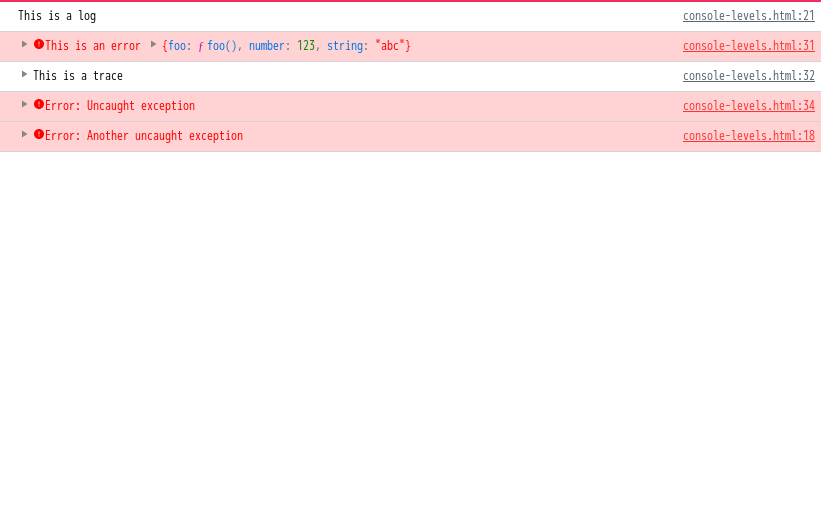 This is a log console-levels.html:21
This is an error {foo: ƒ foo(), number: 123, string: "abc"} console-levels.html:31
This is a trace console-levels.html:32
Error: Uncaught exception console-levels.html:34
Error: Another uncaught exception console-levels.html:18